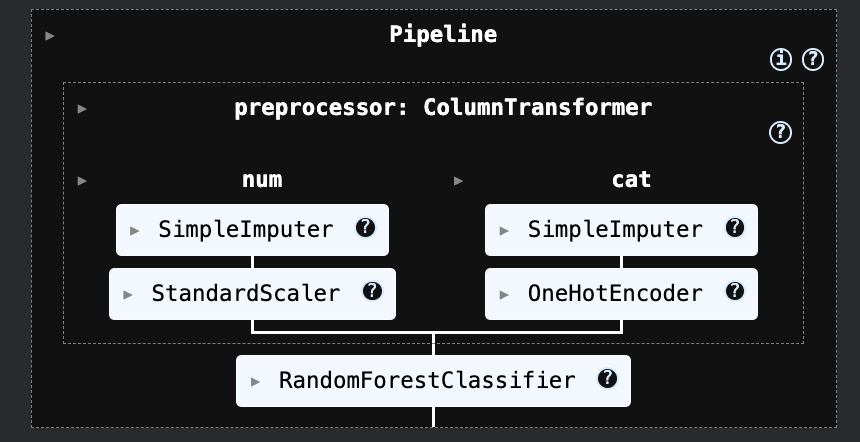 Pipeline
i ?
preprocessor: ColumnTransformer
?
num cat
SimpleImputer ? SimpleImputer ?
StandardScaler ? OneHotEncoder ?
RandomForestClassifier ?